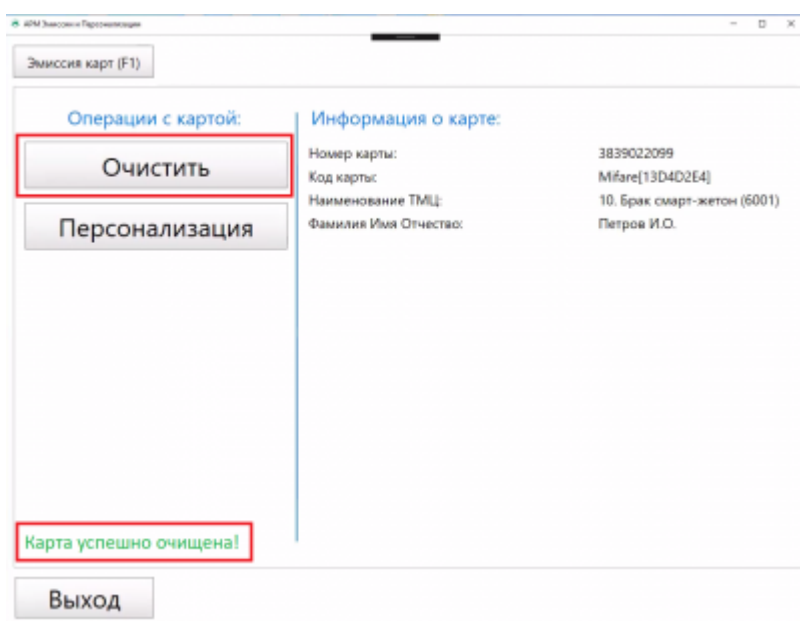 АРМ Эмиссии и Персонализации
Эмиссия карт (F1)
Операции с картой:
Очистить
Персонализация
Информация о карте:
Номер карты: 3839022099
Код карты: Mifare[13D4D2E4]
Наименование ТМЦ: 10. Брак смарт-жетон (6001)
Фамилия Имя Отчество: Петров И.О.
Карта успешно очищена!
Выход